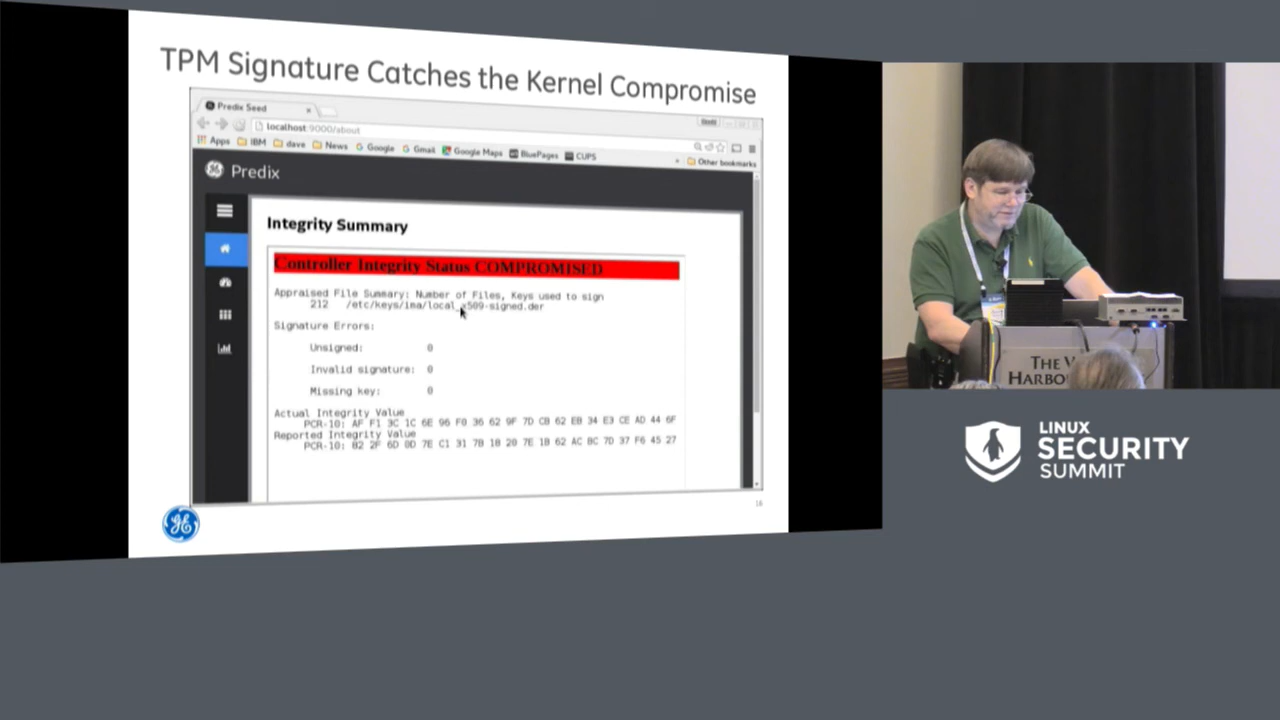 TPM Signature Catches the Kernel Compromise
Predix Seed
localhost:9000/about
Apps IBM dave News Google Gmail Google Maps BluePages CUPS Other bookmarks
Predix
Integrity Summary
Controller Integrity Status COMPROMISED
Appraised File Summary: Number of Files, Keys used to sign
212 /etc/keys/ima/local_x509-signed.der
Signature Errors:
Unsigned: 0
Invalid signature: 0
Missing key: 0
Actual Integrity Value
PCR-10: AF F1 3C 1C 6E 96 F0 36 62 9F 7D CB 62 EB 34 E3 CE AD 44 6F
Reported Integrity Value
PCR-10: B2 2F 6D 0D 7E C1 31 7B 18 20 7E 1B 62 AC BC 7D 37 F6 45 27
GE
THE
HARBO
LINUX
SECURITY
SUMMIT